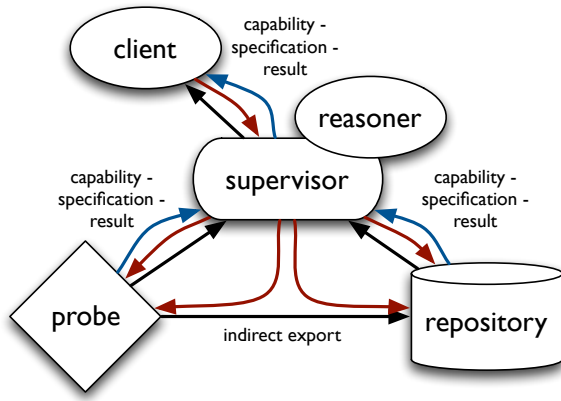 client
capability -
specification -
result
reasoner
supervisor
capability -
specification -
result
capability -
specification -
result
probe
indirect export
repository